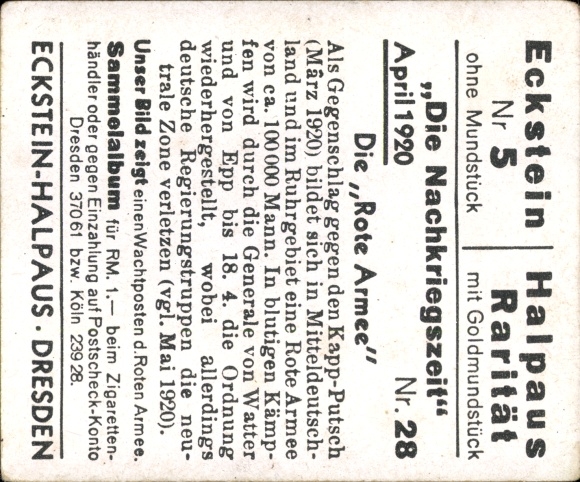 Eckstein Halpaus
Nr 5 Rarität
ohne Mundstück mit Goldmundstück
„Die Nachkriegszeit“
April 1920 Nr. 28
Die „Rote Armee“
Als Gegenschlag gegen den Kapp-Putsch
(März 1920) bildet sich in Mitteldeutsch-
land und im Ruhrgebiet eine Rote Armee
von ca. 100 000 Mann. In blutigen Kämp-
fen wird durch die Generale von Watter
und von Epp bis 18. 4. die Ordnung
wiederhergestellt, wobei allerdings
deutsche Regierungstruppen die neu-
trale Zone verletzen (vgl. Mai 1920).
Unser Bild zeigt einen Wachtposten d. Roten Armee.
Sammelalbum für RM. 1.— beim Zigaretten-
händler oder gegen Einzahlung auf Postscheck-Konto
Dresden 370 61 bzw. Köln 239 28.
ECKSTEIN-HALPAUS · DRESDEN